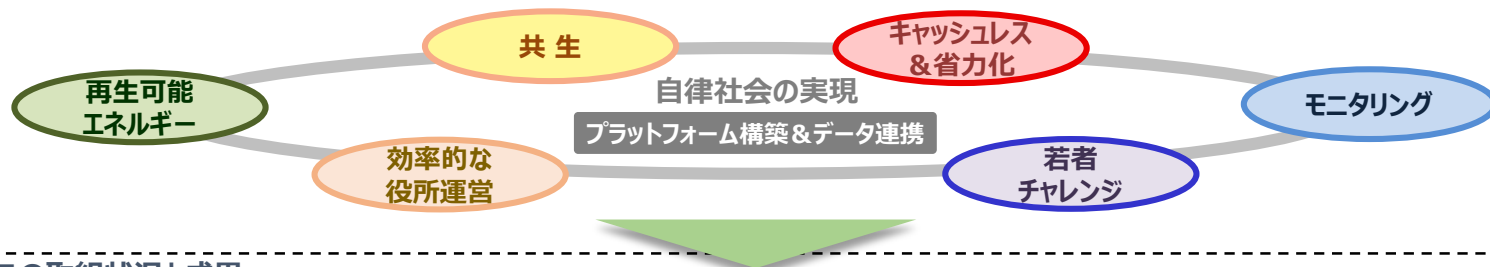 共 生
キャッシュレス
&省力化
再生可能
エネルギー
自律社会の実現
モニタリング
プラットフォーム構築&データ連携
効率的な
役所運営
若者
チャレンジ